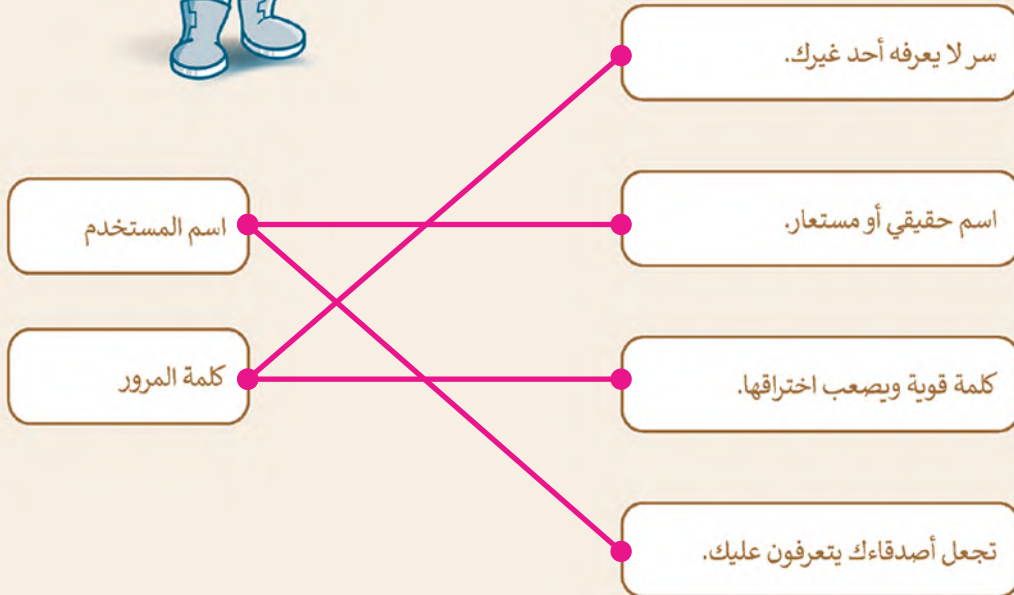 سر لا يعرفه أحد غيرك.
اسم حقيقي أو مستعار.
كلمة قوية ويصعب اختراقها.
تجعل أصدقاءك يتعرفون عليك.
اسم المستخدم
كلمة المرور